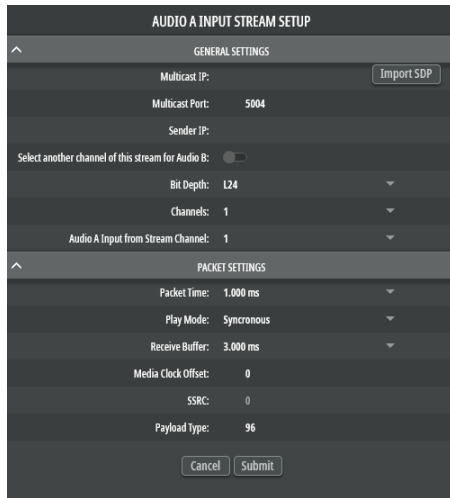 AUDIO A INPUT STREAM SETUP
GENERAL SETTINGS
Multicast IP: Import SDP
Multicast Port: 5004
Sender IP:
Select another channel of this stream for Audio B:
Bit Depth: L24
Channels: 1
Audio A Input from Stream Channel: 1
PACKET SETTINGS
Packet Time: 1.000 ms
Play Mode: Syncronous
Receive Buffer: 3.000 ms
Media Clock Offset: 0
SSRC: 0
Payload Type: 96
Cancel Submit